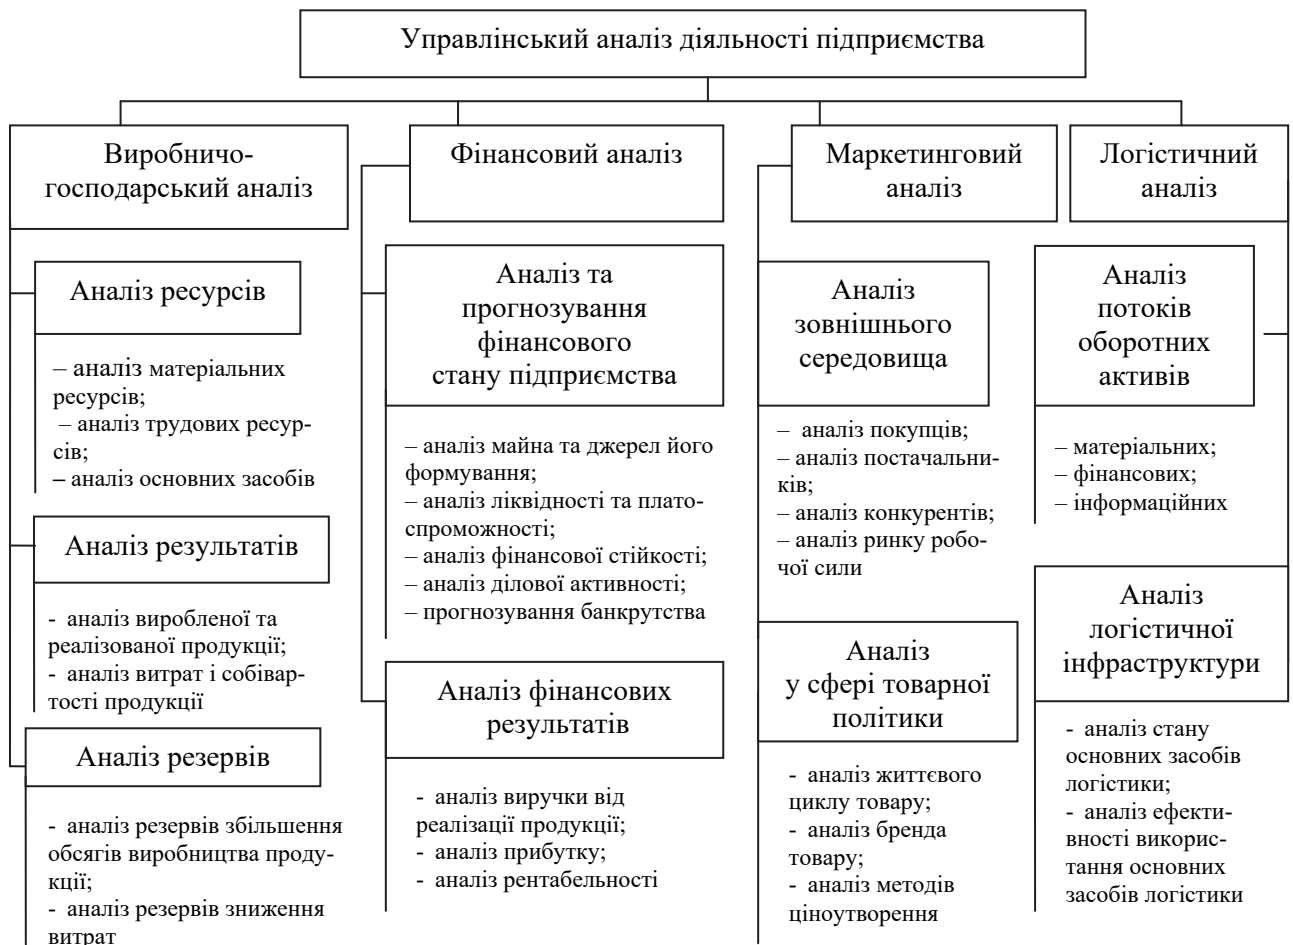 Управлінський аналіз діяльності підприємства
Виробничо-
господарський аналіз
Аналіз ресурсів
– аналіз матеріальних
ресурсів;
– аналіз трудових ресур-
сів;
– аналіз основних засобів
Аналіз результатів
- аналіз виробленої та
реалізованої продукції;
- аналіз витрат і собівар-
тості продукції
Аналіз резервів
- аналіз резервів збільшення
обсягів виробництва проду-
кції;
- аналіз резервів зниження
витрат
Фінансовий аналіз
Аналіз та
прогнозування
фінансового
стану підприємства
– аналіз майна та джерел його
формування;
– аналіз ліквідності та плато-
спроможності;
– аналіз фінансової стійкості;
– аналіз ділової активності;
– прогнозування банкрутства
Аналіз фінансових
результатів
- аналіз виручки від
реалізації продукції;
- аналіз прибутку;
- аналіз рентабельності
Маркетинговий
аналіз
Аналіз
зовнішнього
середовища
– аналіз покупців;
– аналіз постачальни-
ків;
– аналіз конкурентів;
– аналіз ринку робо-
чої сили
Аналіз
у сфері товарної
політики
- аналіз життєвого
циклу товару;
- аналіз бренда
товару;
- аналіз методів
ціноутворення
Логістичний
аналіз
Аналіз
потоків
оборотних
активів
– матеріальних;
– фінансових;
– інформаційних
Аналіз
логістичної
інфраструктури
- аналіз стану
основних засобів
логістики;
- аналіз ефекти-
вності викорис-
тання основних
засобів логістики